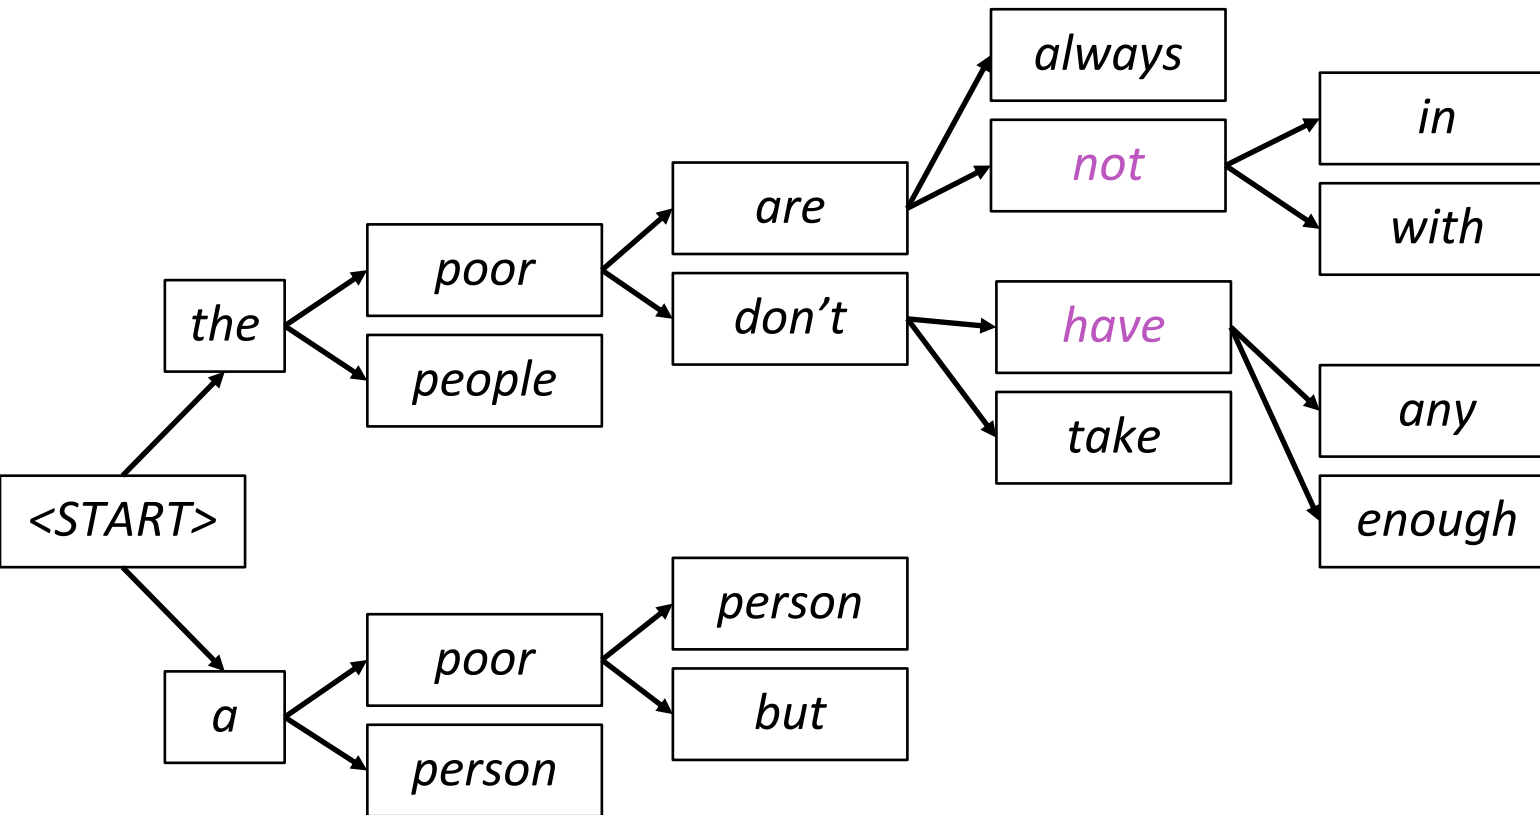 always
in
not
are
with
poor
the
don’t
have
people
any
take
<START>
enough
person
poor
a
but
person